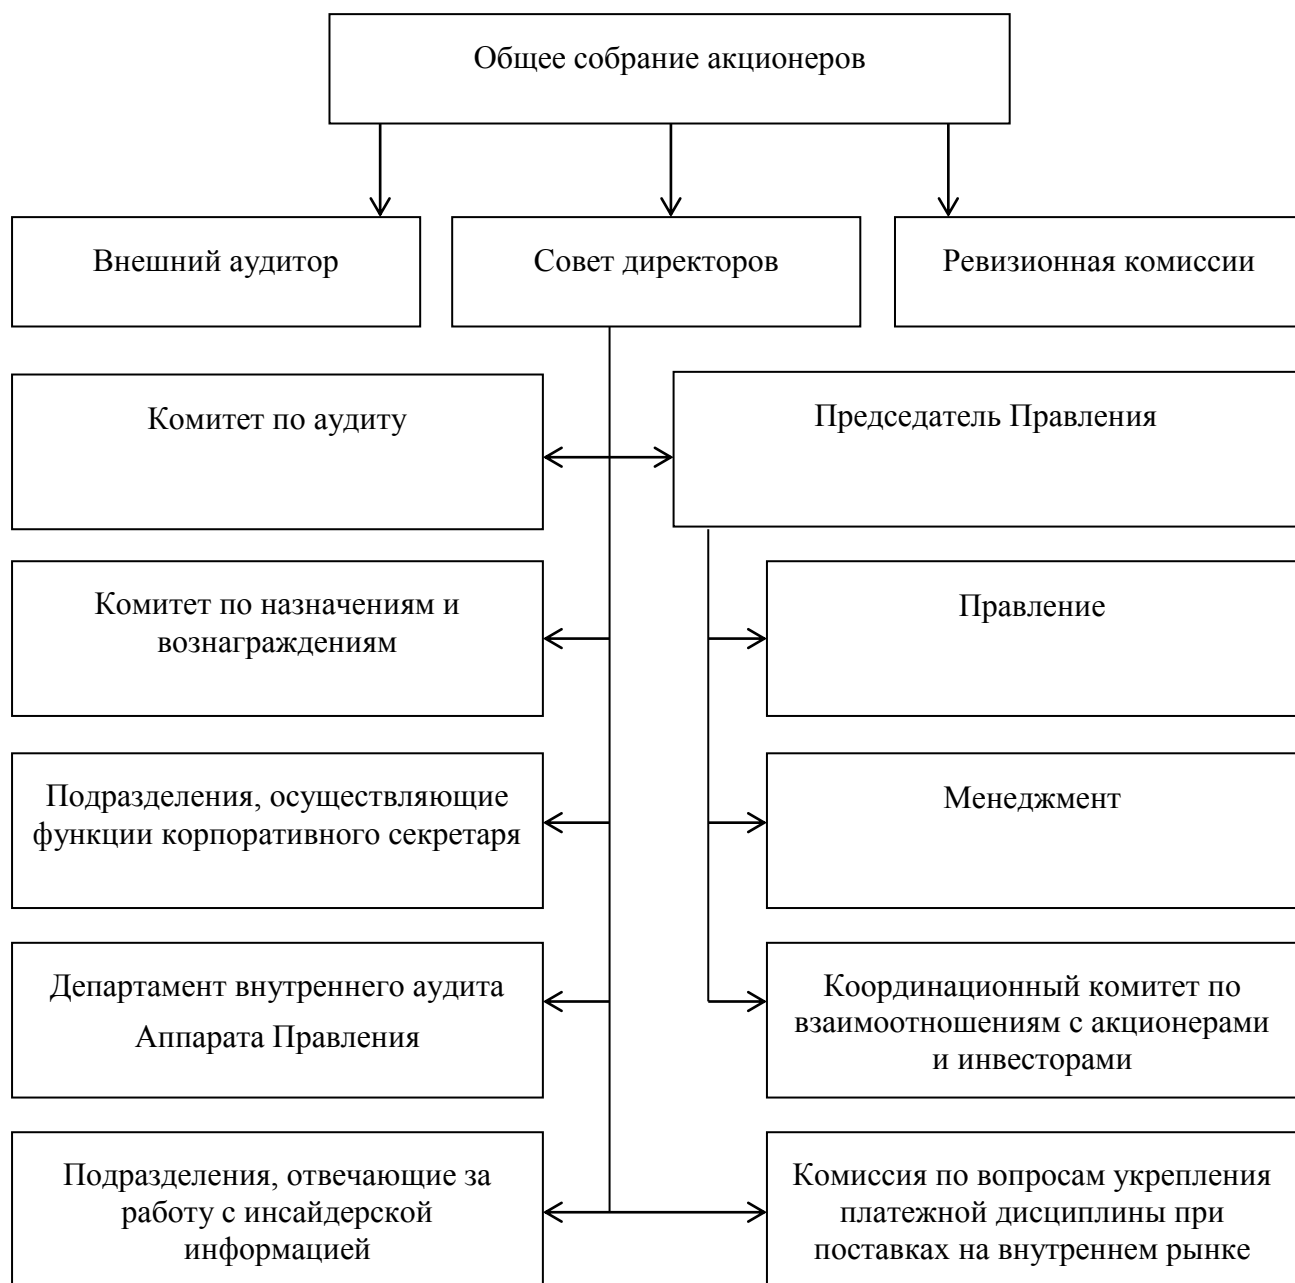 Общее собрание акционеров
Внешний аудитор
Совет директоров
Ревизионная комиссии
Комитет по аудиту
Председатель Правления
Комитет по назначениям и
вознаграждениям
Правление
Подразделения, осуществляющие
функции корпоративного секретаря
Менеджмент
Департамент внутреннего аудита
Аппарата Правления
Координационный комитет по
взаимоотношениям с акционерами
и инвесторами
Подразделения, отвечающие за
работу с инсайдерской
информацией
Комиссия по вопросам укрепления
платежной дисциплины при
поставках на внутреннем рынке